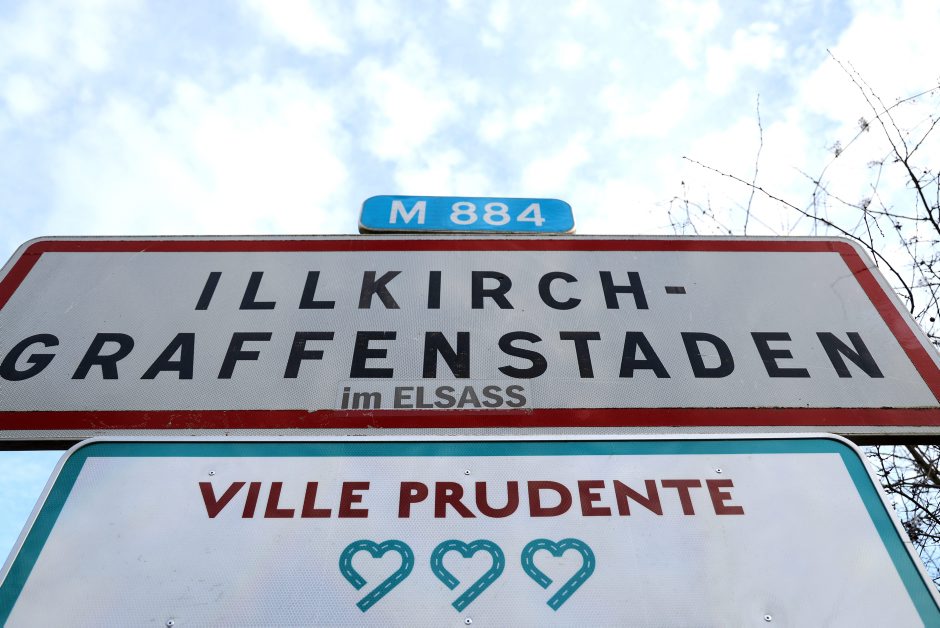 M 884
ILLKIRCH-
GRAFFENSTADEN
im ELSASS
VILLE PRUDENTE